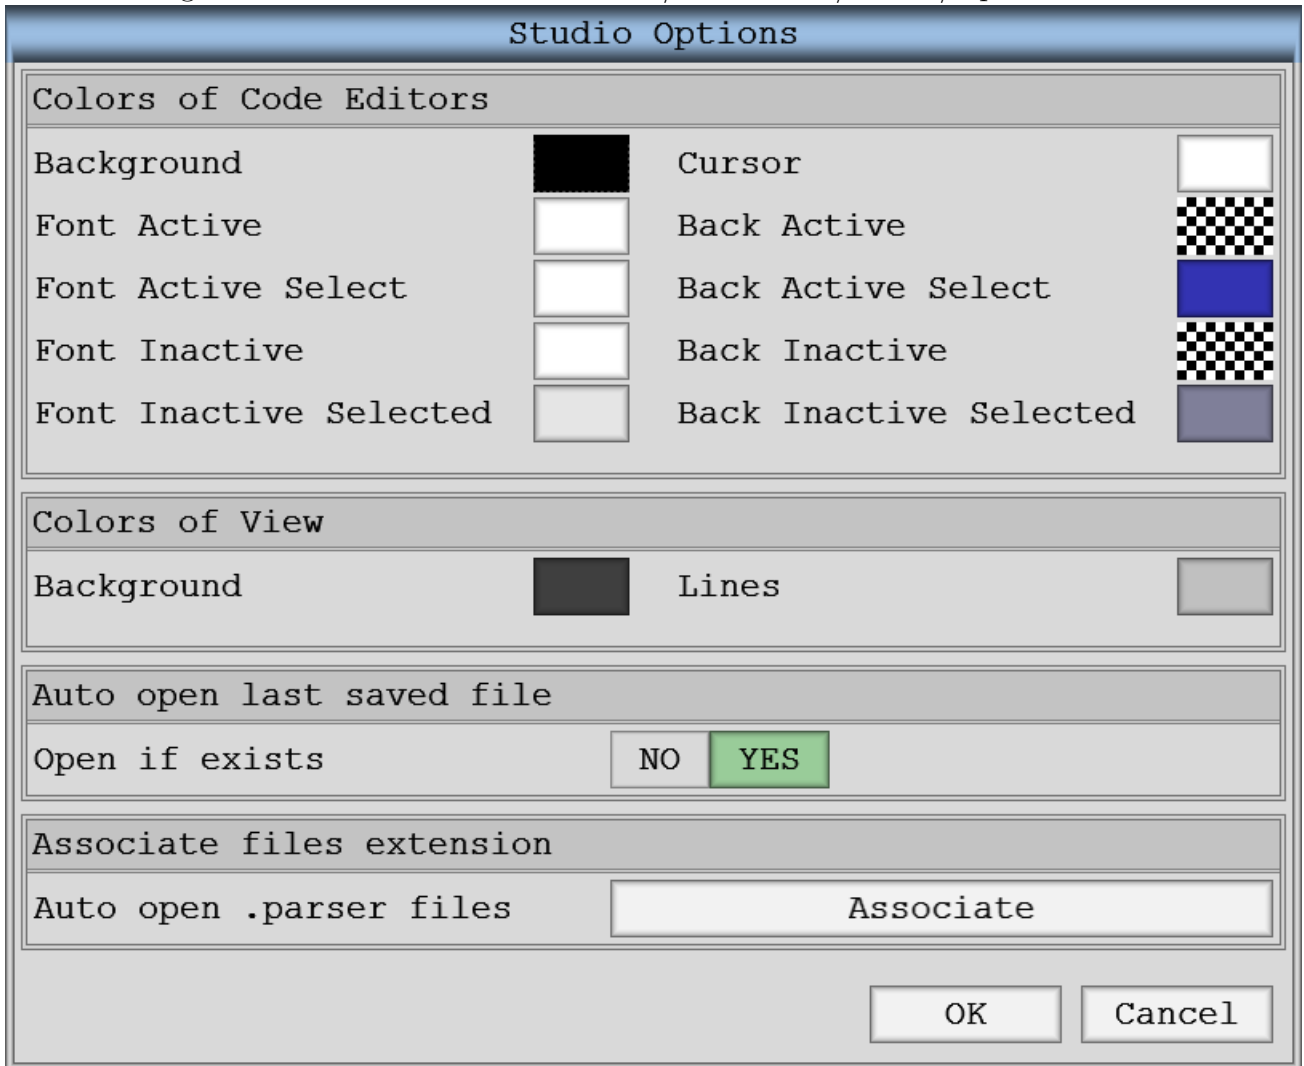 Studio Options
Colors of Code Editors
Background Cursor
Font Active Back Active
Font Active Select Back Active Select
Font Inactive Back Inactive
Font Inactive Selected Back Inactive Selected
Colors of View
Background Lines
Auto open last saved file
Open if exists NO YES
Associate files extension
Auto open .parser files Associate
OK Cancel